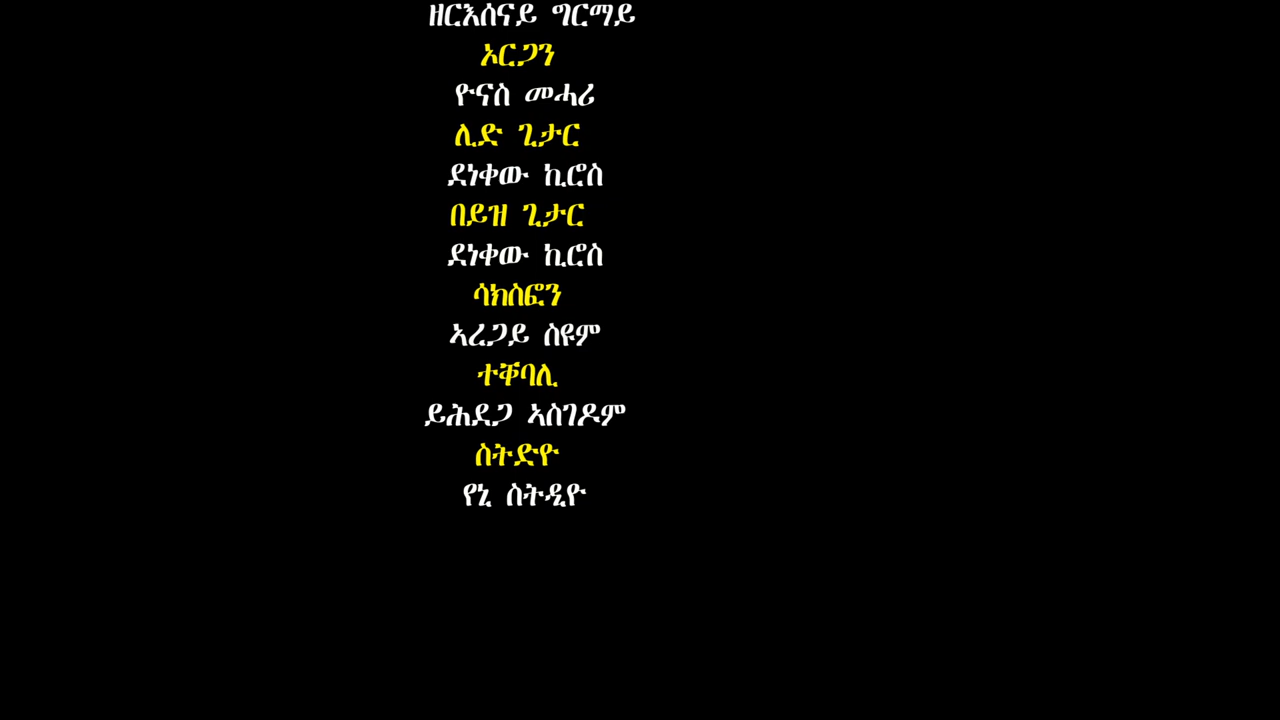 ዘርእሰናይ ግርማይ
ኦርጋን
ዮናስ መሓሪ
ሊድ ጊታር
ደነቀው ኪሮስ
በይዝ ጊታር
ደነቀው ኪሮስ
ሳክስፎን
ኣረጋይ ስዩም
ተቐባሊ
ይሕደጋ ኣስገዶም
ስትድዮ
የኒ ስትዲዮ